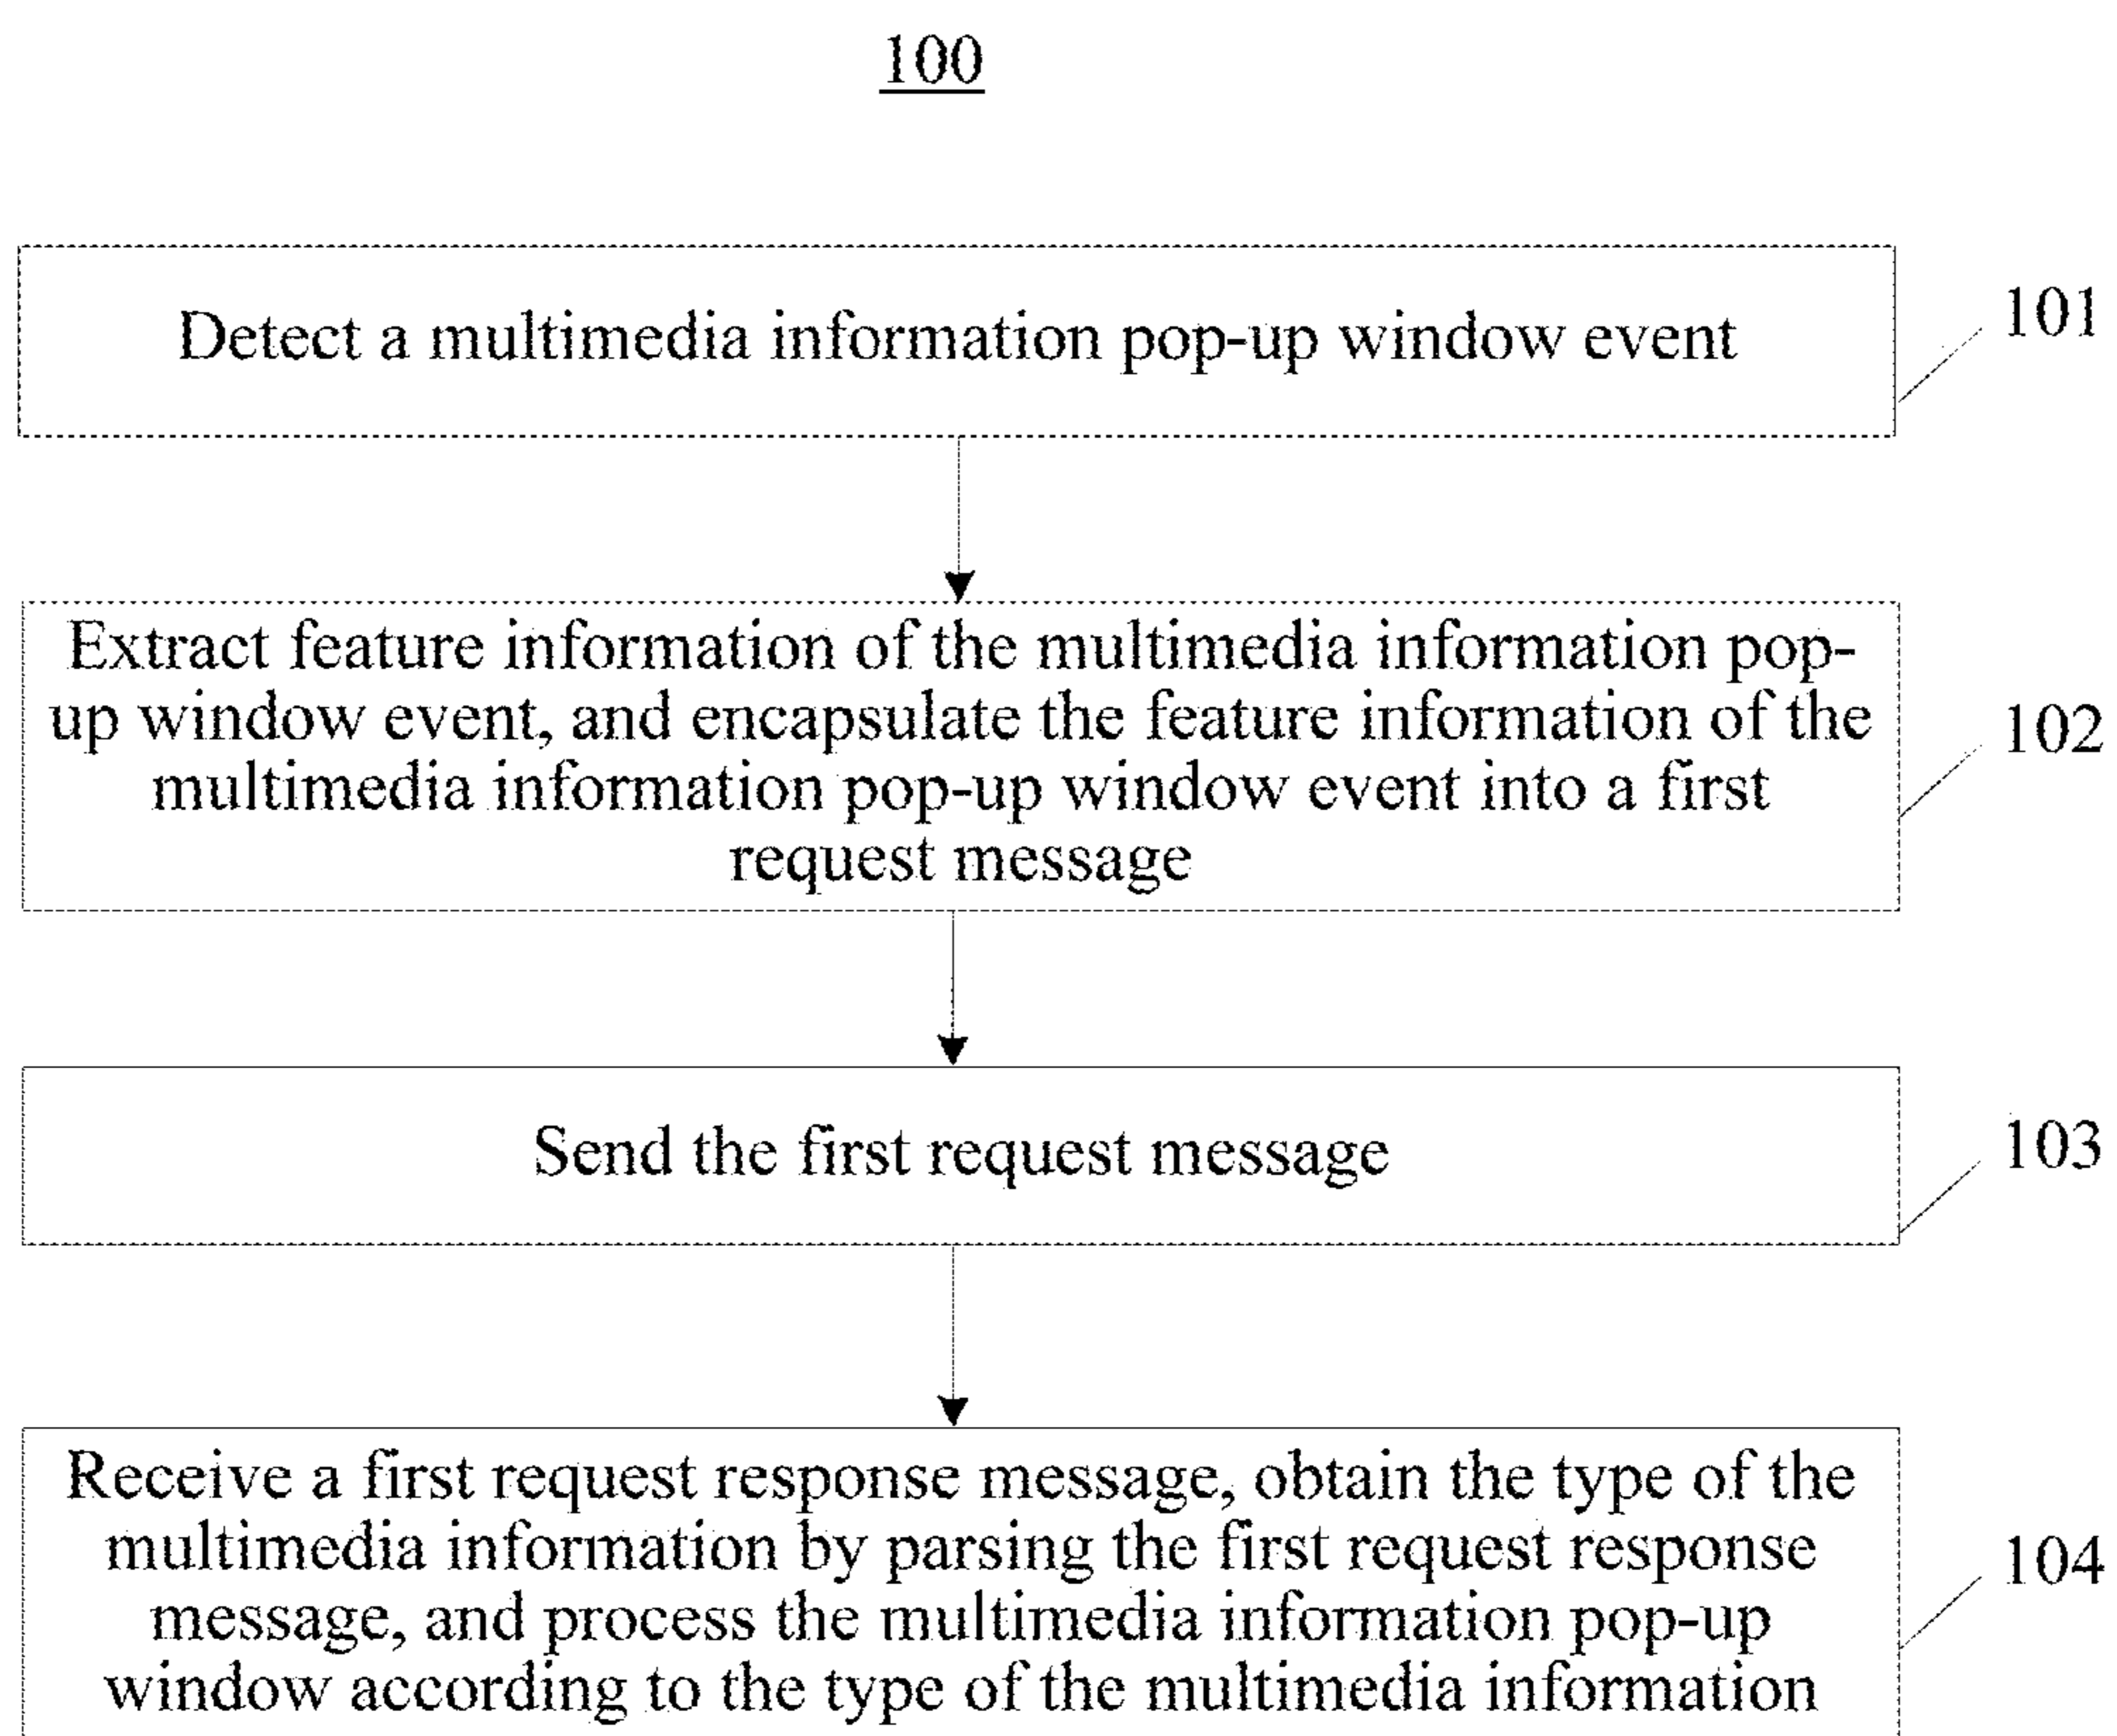 100
Detect a multimedia information pop-up window event
101
Extract feature information of the multimedia information pop-
up window event, and encapsulate the feature information of the
multimedia information pop-up window event into a first
request message
102
Send the first request message
103
Receive a first request response message, obtain the type of the
multimedia information by parsing the first request response
message, and process the multimedia information pop-up
window according to the type of the multimedia information
104